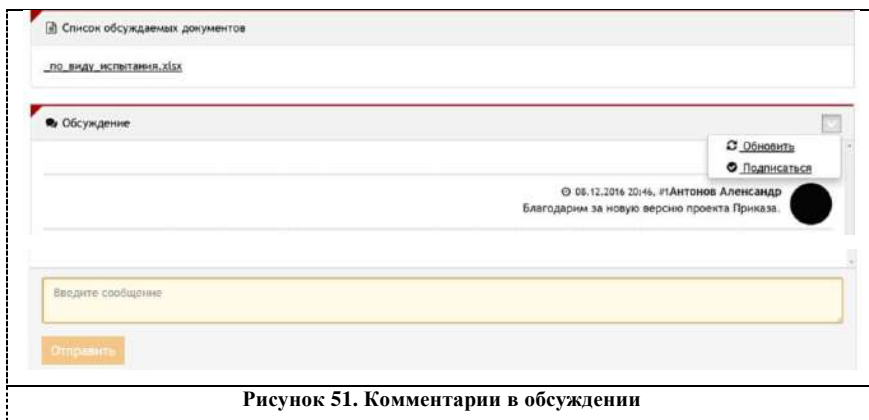 Список обсуждаемых документов
_по_виду_испытания.xlsx
Обсуждение
Обновить
Подписаться
08.12.2016 20:46, #1Антонов Александр
Благодарим за новую версию проекта Приказа.
Введите сообщение
Отправить
Рисунок 51. Комментарии в обсуждении